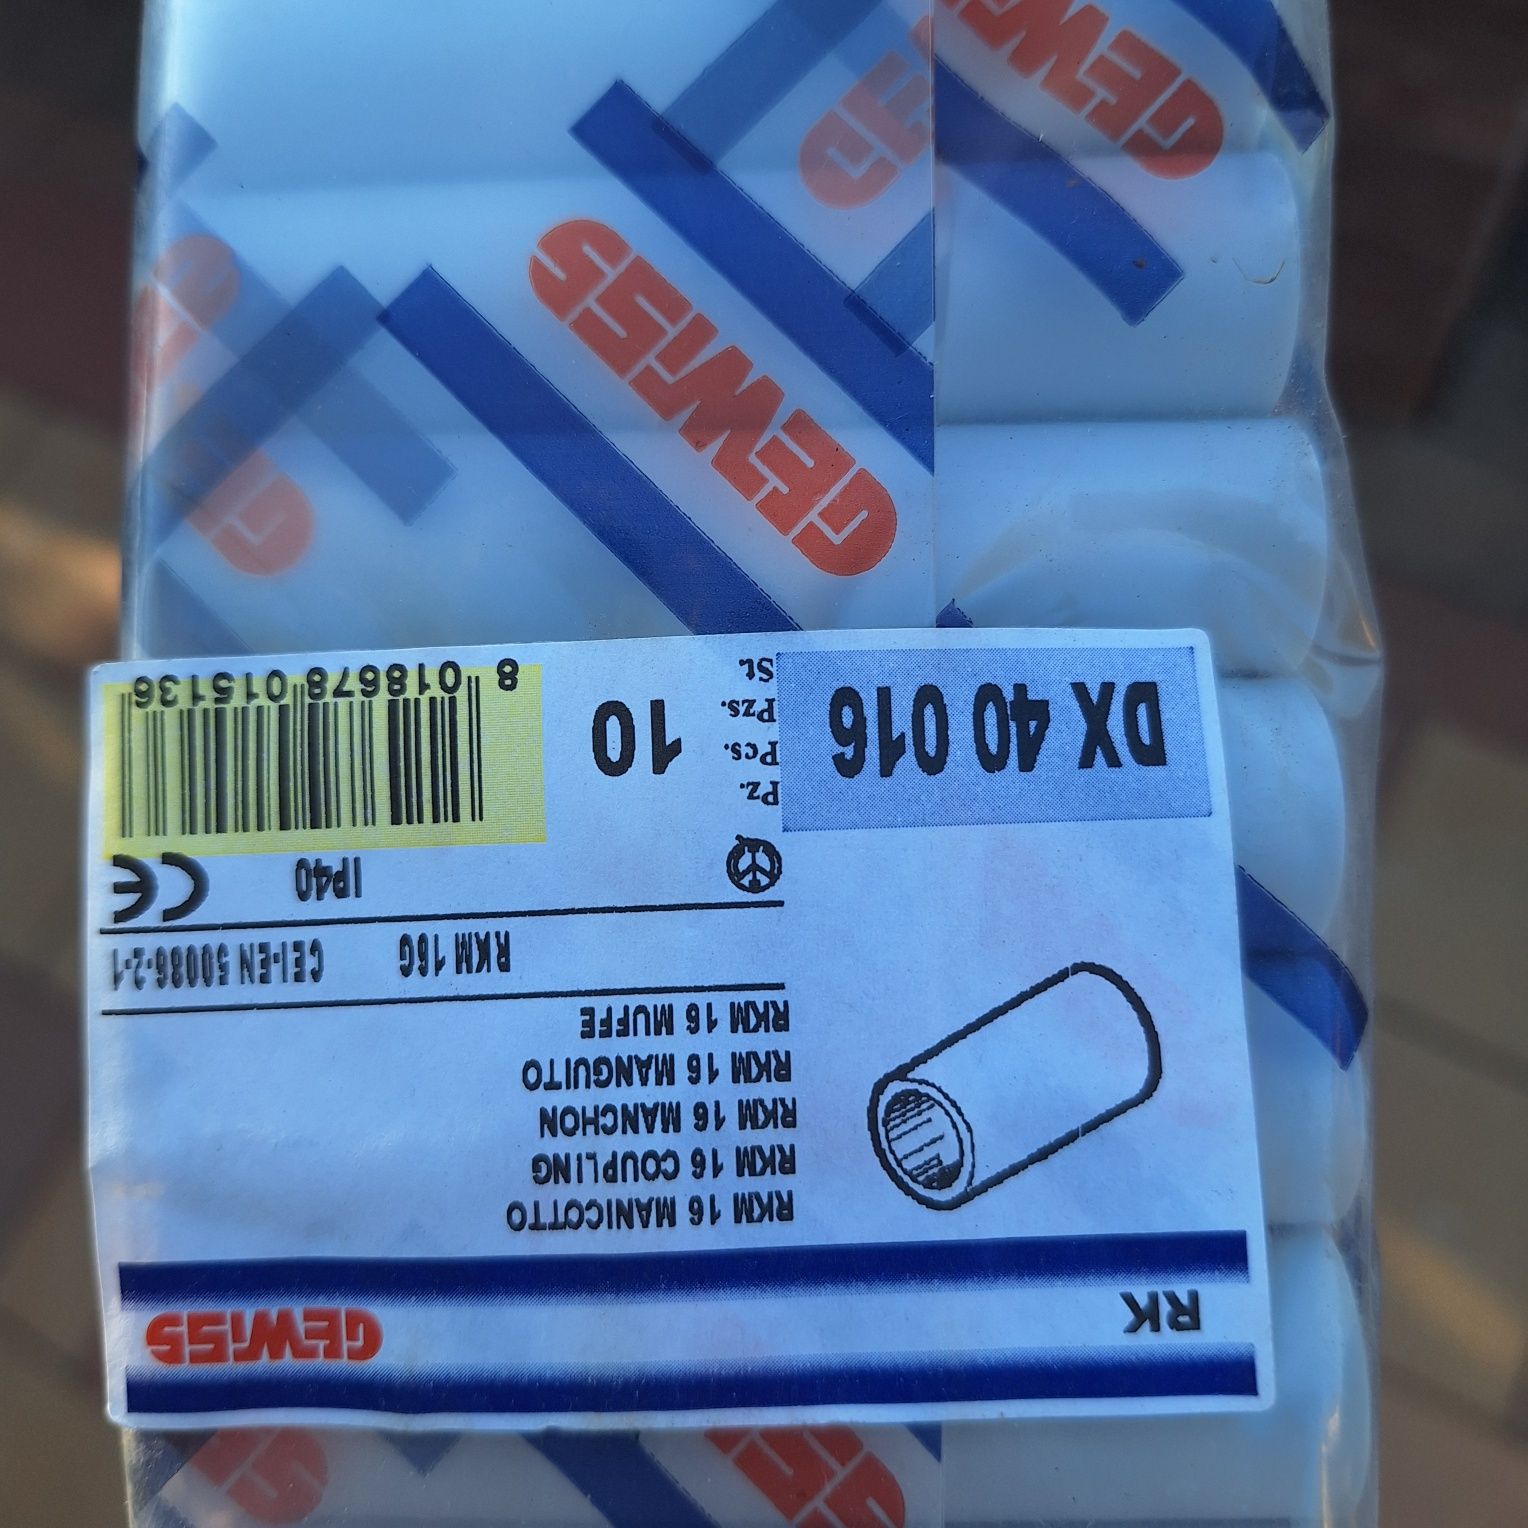 GEWISS
RK
GEWISS
RKM 16 MANICOTTO
RKM 16 COUPLING
RKM 16 MANCHON
RKM 16 MANGUITO
RKM 16 MUFFE
RKM 16G CEI-EN 50086-2-1
IP40 CE
DX 40 016
Pz.
Pcs.
Pzs.
St.
10
8 018678 015136
GEWISS
GEWISS